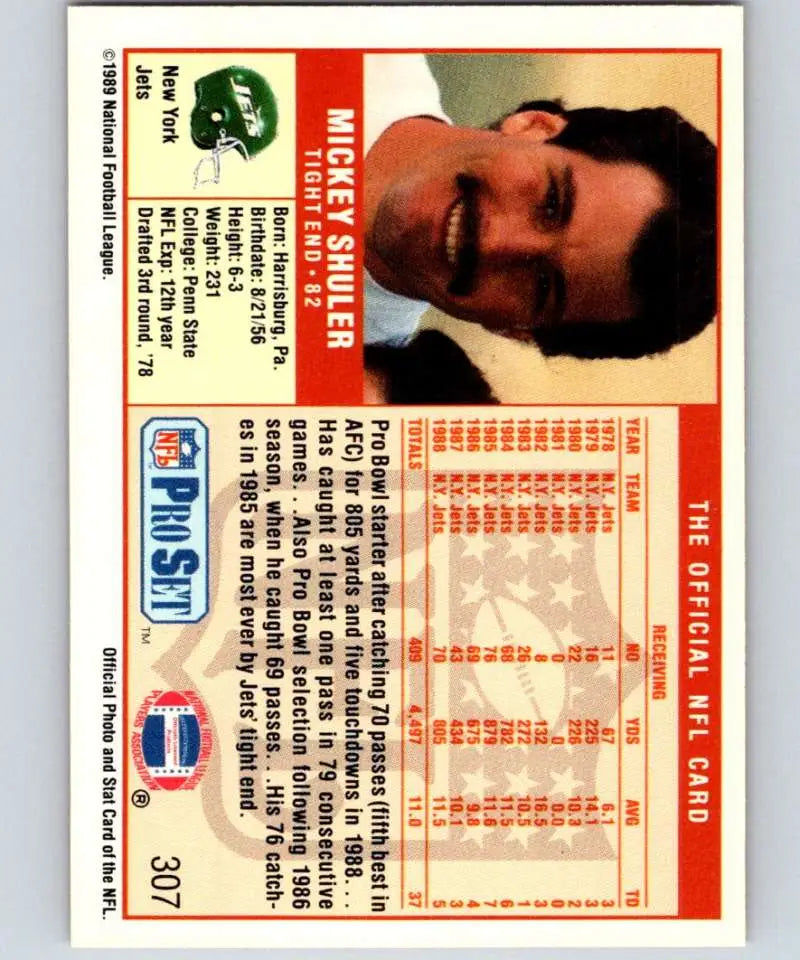 THE OFFICIAL NFL CARD
MICKEY SHULER
TIGHT END • 82
JETS
New York
Jets
Born: Harrisburg, Pa.
Birthdate: 8/21/56
Height: 6-3
Weight: 231
College: Penn State
NFL Exp: 12th year
Drafted 3rd round, '78
RECEIVING
YEAR TEAM NO YDS AVG TD
1978 N.Y. Jets 11 67 6.1 3
1979 N.Y. Jets 16 225 14.1 3
1980 N.Y. Jets 22 226 10.3 2
1981 N.Y. Jets 0 0 0.0 0
1982 N.Y. Jets 8 132 16.5 3
1983 N.Y. Jets 26 272 10.5 1
1984 N.Y. Jets 68 782 11.5 6
1985 N.Y. Jets 76 879 11.6 7
1986 N.Y. Jets 69 675 9.8 4
1987 N.Y. Jets 43 434 10.1 3
1988 N.Y. Jets 70 805 11.5 5
TOTALS 409 4,497 11.0 37
Pro Bowl starter after catching 70 passes (fifth best in
AFC) for 805 yards and five touchdowns in 1988...
Has caught at least one pass in 79 consecutive
games...Also Pro Bowl selection following 1986
season, when he caught 69 passes...His 76 catch-
es in 1985 are most ever by Jets' tight end.
NFL PRO SET ™
NATIONAL FOOTBALL LEAGUE
PLAYERS ASSOCIATION
®
307
© 1989 National Football League.
Official Photo and Stat Card of the NFL.